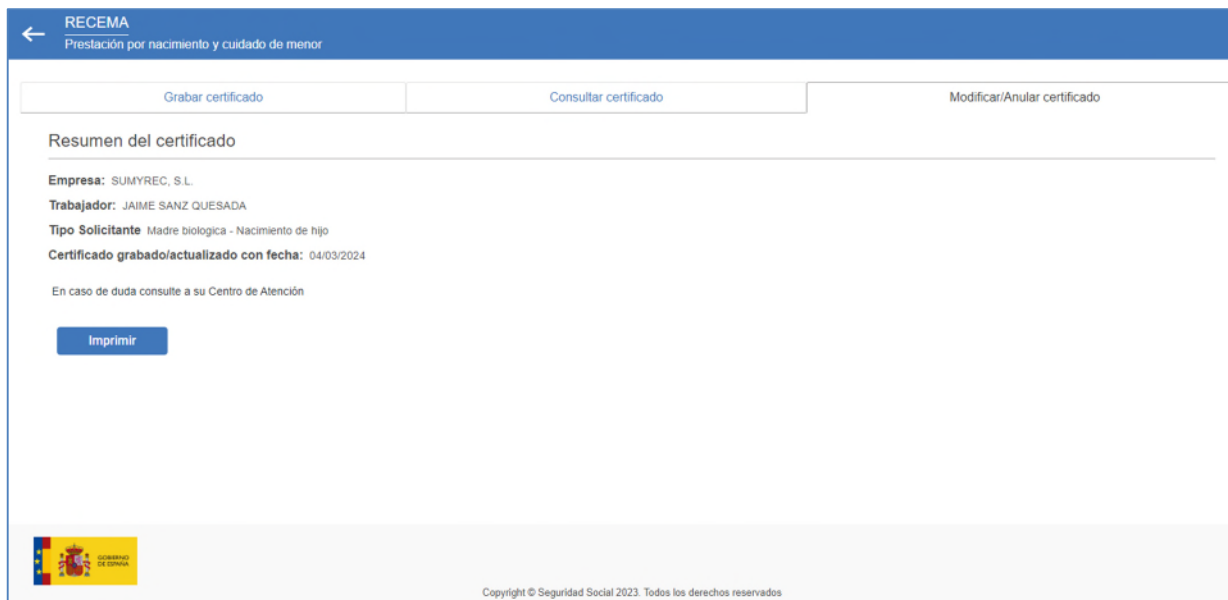 RECEMA
Prestación por nacimiento y cuidado de menor
Grabar certificado
Consultar certificado
Modificar/Anular certificado
Resumen del certificado
Empresa: SUMYREC, S.L.
Trabajador: JAIME SANZ QUESADA
Tipo Solicitante Madre biologica - Nacimiento de hijo
Certificado grabado/actualizado con fecha: 04/03/2024
En caso de duda consulte a su Centro de Atención
Imprimir
GOBIERNO
DE ESPAÑA
Copyright © Seguridad Social 2023. Todos los derechos reservados